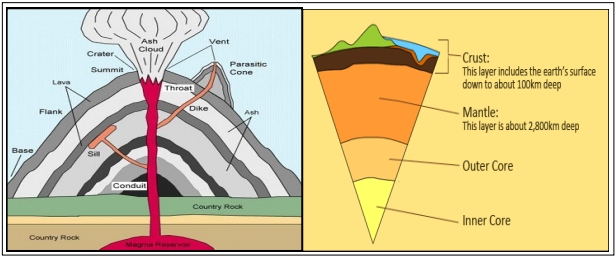 Ash
Cloud
Vent
Crater
Summit
Parasitic
Cone
Lava
Throat
Flank
Dike
Ash
Base
Sill
Conduit
Country Rock
Country Rock
Magma Reservoir
Crust:
This layer includes the earth's surface
down to about 100km deep
Mantle:
This layer is about 2,800km deep
Outer Core
Inner Core